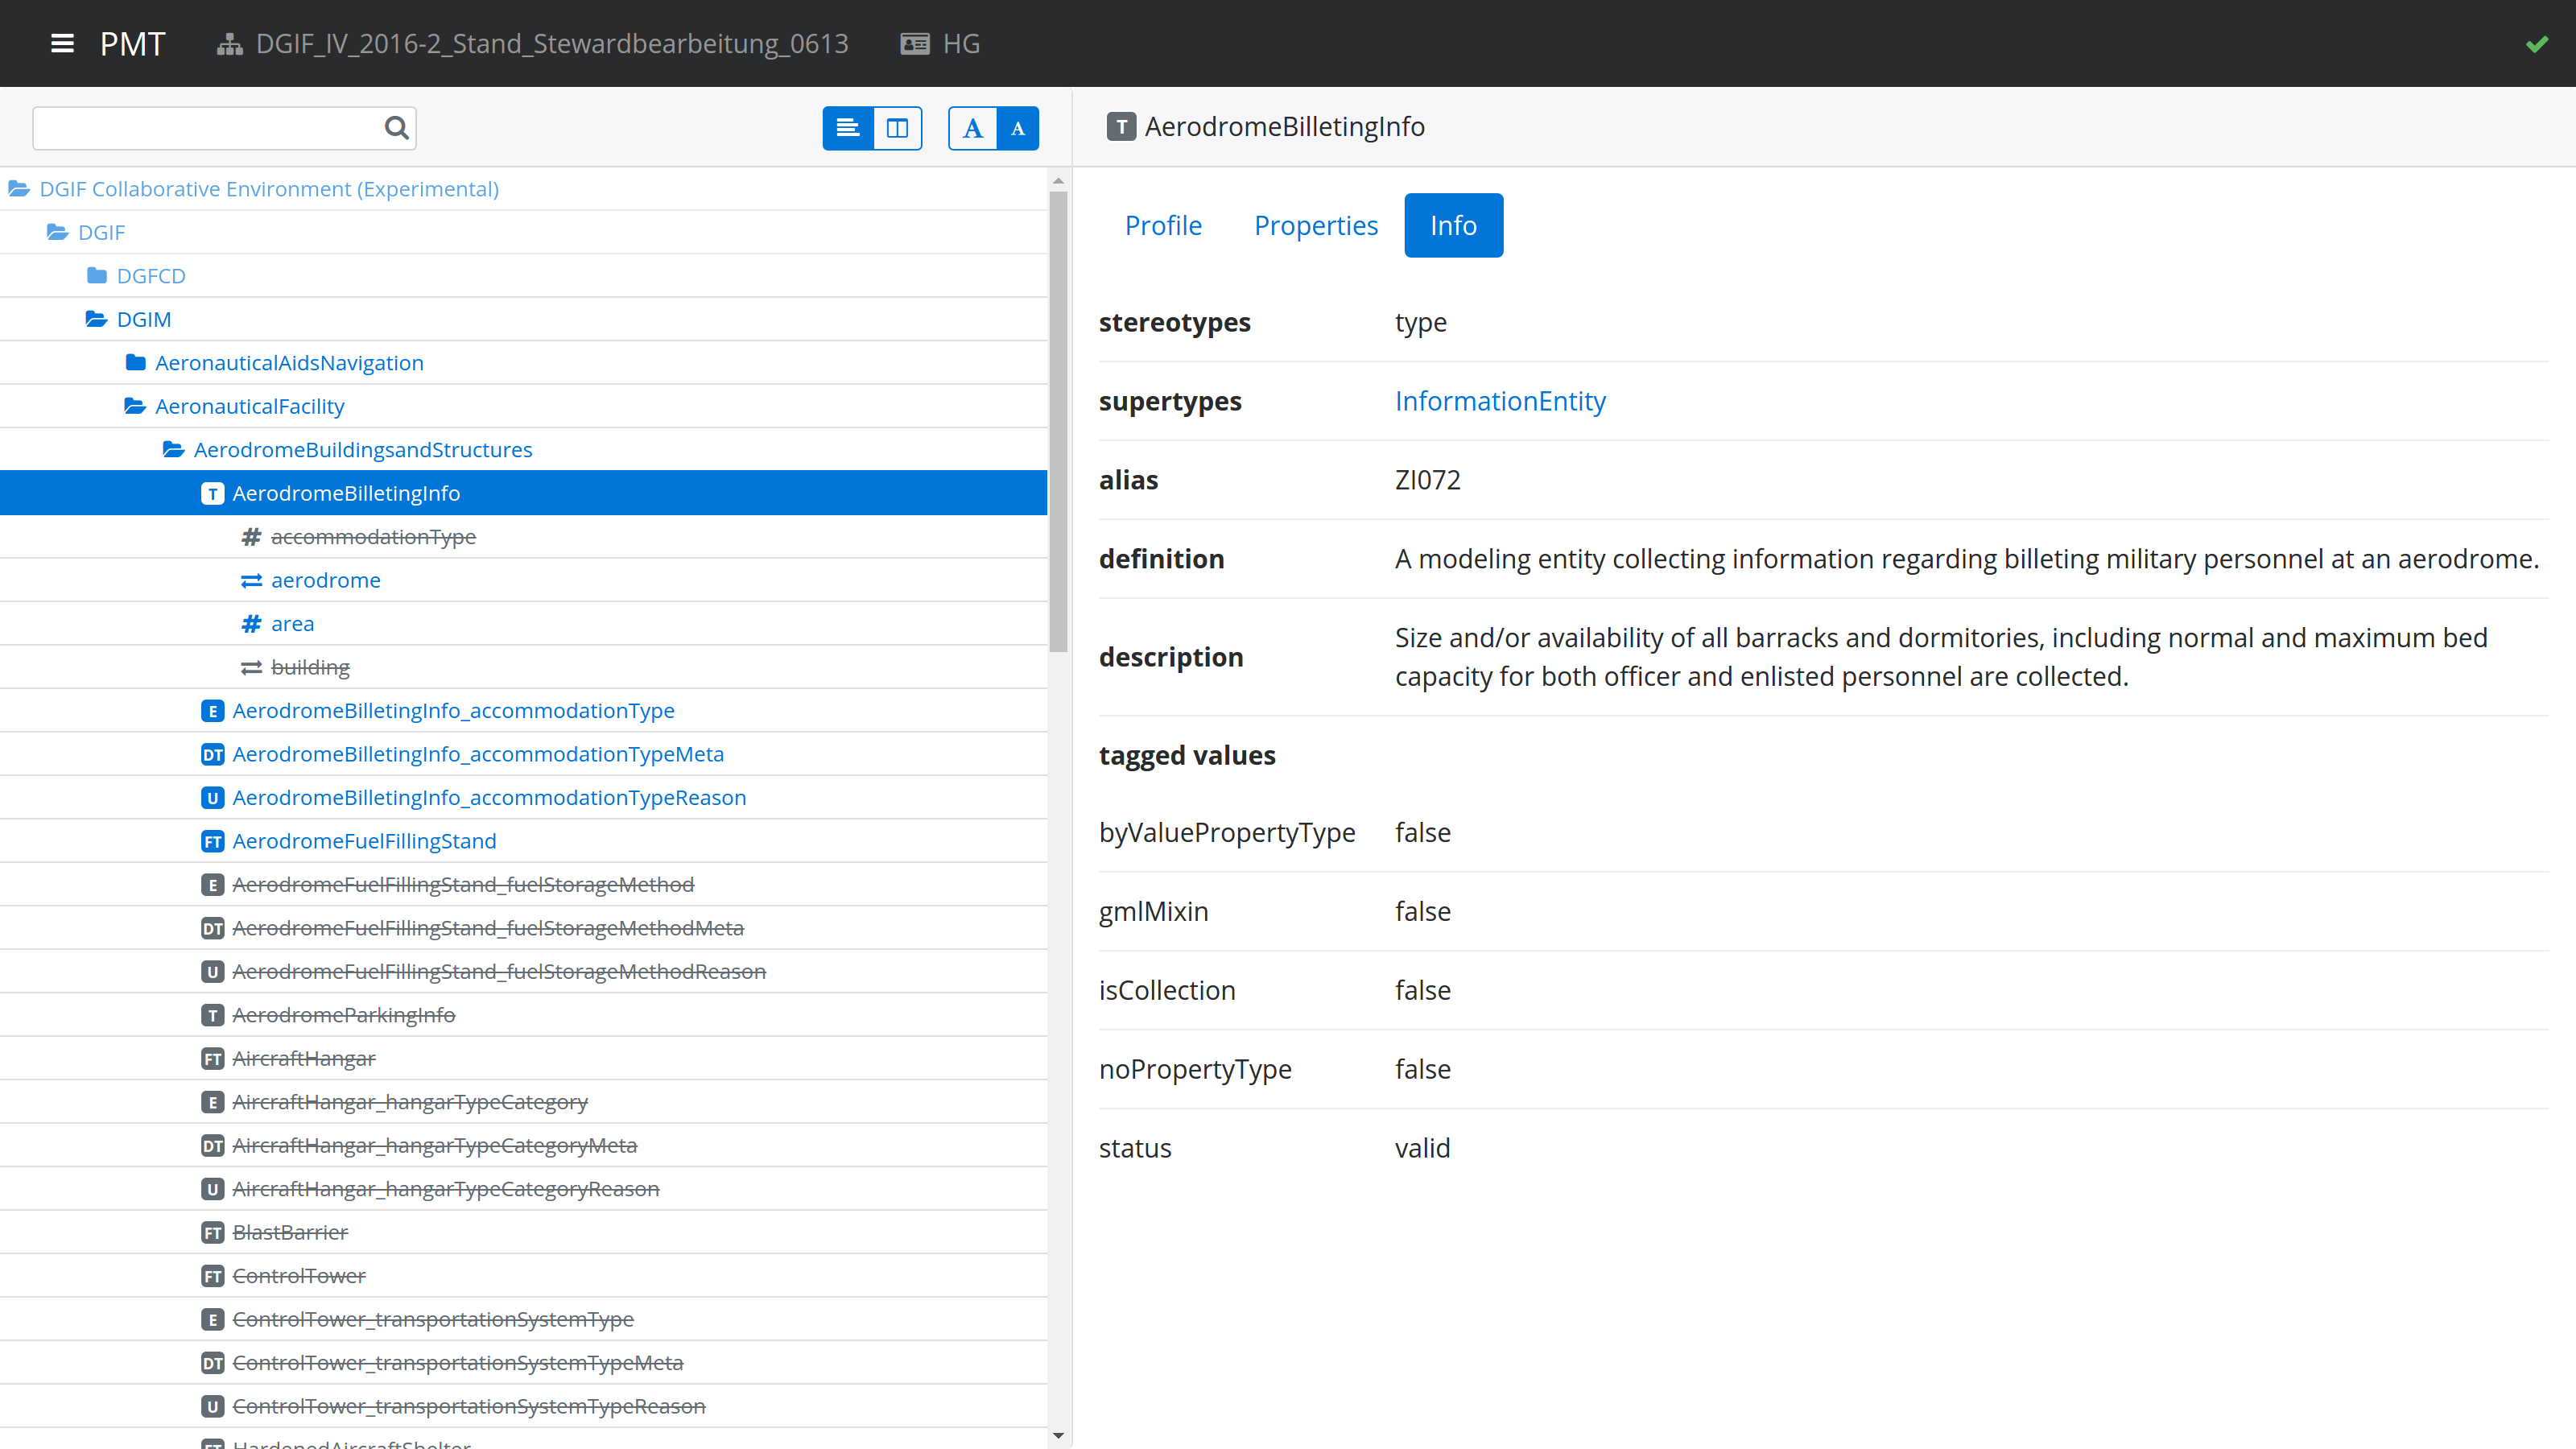 PMT DGIF_IV_2016-2_Stand_Stewardbearbeitung_0613 HG
A A
DGIF Collaborative Environment (Experimental)
DGIF
DGFCD
DGIM
AeronauticalAidsNavigation
AeronauticalFacility
AerodromeBuildingsandStructures
T AerodromeBilletingInfo
# accommodationType
aerodrome
# area
building
E AerodromeBilletingInfo_accommodationType
DT AerodromeBilletingInfo_accommodationTypeMeta
U AerodromeBilletingInfo_accommodationTypeReason
FT AerodromeFuelFillingStand
E AerodromeFuelFillingStand_fuelStorageMethod
DT AerodromeFuelFillingStand_fuelStorageMethodMeta
U AerodromeFuelFillingStand_fuelStorageMethodReason
T AerodromeParkingInfo
FT AircraftHangar
E AircraftHangar_hangarTypeCategory
DT AircraftHangar_hangarTypeCategoryMeta
U AircraftHangar_hangarTypeCategoryReason
FT BlastBarrier
FT ControlTower
E ControlTower_transportationSystemType
DT ControlTower_transportationSystemTypeMeta
U ControlTower_transportationSystemTypeReason
FT HardenedAircraftShelter
T AerodromeBilletingInfo
Profile Properties Info
stereotypes type
supertypes InformationEntity
alias ZI072
definition A modeling entity collecting information regarding billeting military personnel at an aerodrome.
description Size and/or availability of all barracks and dormitories, including normal and maximum bed
capacity for both officer and enlisted personnel are collected.
tagged values
byValuePropertyType false
gmlMixin false
isCollection false
noPropertyType false
status valid